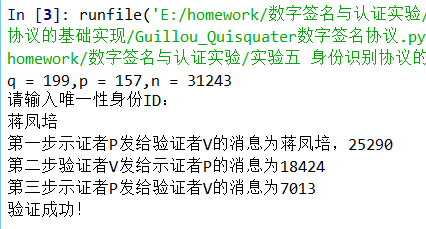 In [3]: runfile('E:/homework/数字签名与认证实验/
协议的基础实现/Guillou_Quisquater数字签名协议.py
homework/数字签名与认证实验/实验五 身份识别协议的
q = 199,p = 157,n = 31243
请输入唯一性身份ID:
蒋凤培
第一步示证者P发给验证者V的消息为蒋凤培，25290
第二步验证者V发给示证者P的消息为18424
第三步示证者P发给验证者V的消息为7013
验证成功！